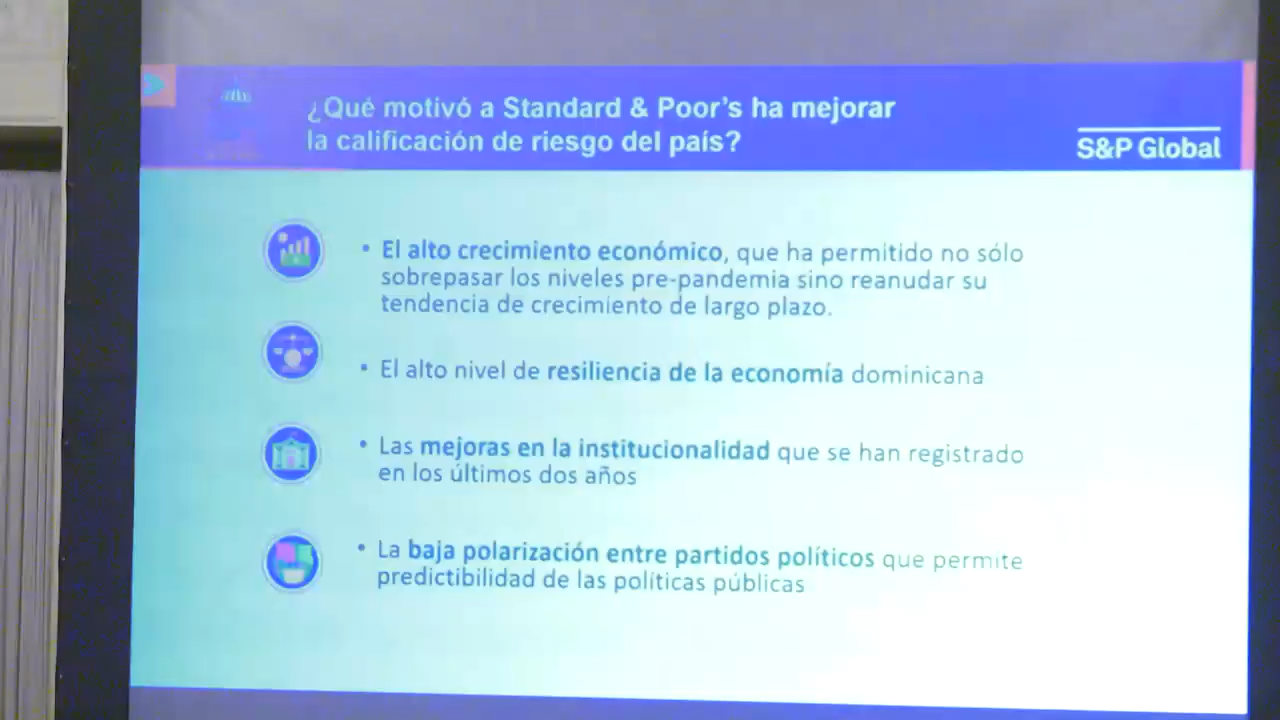 ¿Qué motivó a Standard & Poor's ha mejorar
la calificación de riesgo del país?
S&P Global
• El alto crecimiento económico, que ha permitido no sólo
sobrepasar los niveles pre-pandemia sino reanudar su
tendencia de crecimiento de largo plazo.
• El alto nivel de resiliencia de la economía dominicana
• Las mejoras en la institucionalidad que se han registrado
en los últimos dos años
• La baja polarización entre partidos políticos que permite
predictibilidad de las políticas públicas